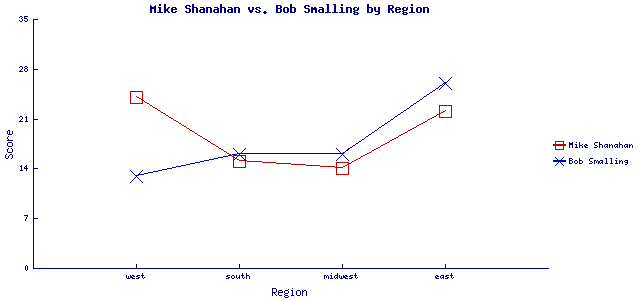 Mike Shanahan vs. Bob Smalling by Region
35
28
21
14
7
0
Score
west south midwest east
Region
Mike Shanahan
Bob Smalling